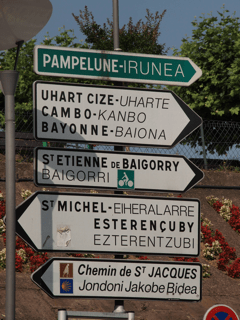 PAMPELUNE-IRUNEA
UHART CIZE-UHARTE
CAMBO-KANBO
BAYONNE-BAIONA
ST ETIENNE DE BAIGORRY
BAIGORRI
ST MICHEL-EIHERALARRE
ESTERENÇUBY
EZTERENTZUBI
Chemin de ST JACQUES
Jondoni Jakobe Bidea